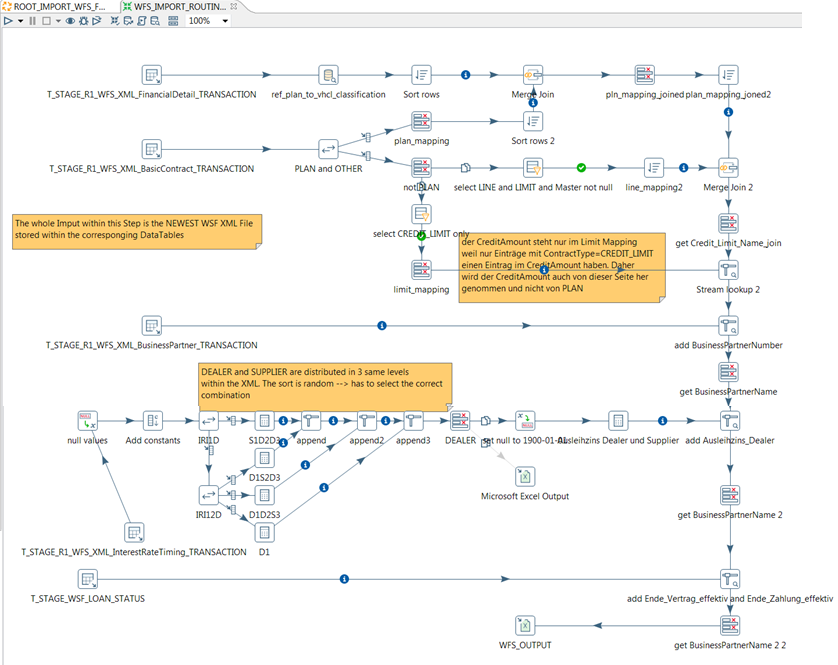 ROOT_IMPORT_WFS_F...
WFS_IMPORT_ROUTIN...
100%
T_STAGE_R1_WFS_XML_FinancialDetail_TRANSACTION
ref_plan_to_vhcl_classification
Sort rows
Merge Join
pln_mapping_joined
plan_mapping_joned2
plan_mapping
Sort rows 2
T_STAGE_R1_WFS_XML_BasicContract_TRANSACTION
PLAN and OTHER
notPLAN
select LINE and LIMIT and Master not null
line_mapping2
Merge Join 2
The whole Imput within this Step is the NEWEST WSF XML File
stored within the corresponging DataTables
select CREDIT_LIMIT only
get Credit_Limit_Name_join
der CreditAmount steht nur im Limit Mapping
weil nur Einträge mit ContractType=CREDIT_LIMIT
einen Eintrag im CreditAmount haben. Daher
wird der CreditAmount auch von dieser Seite her
genommen und nicht von PLAN
limit_mapping
Stream lookup 2
T_STAGE_R1_WFS_XML_BusinessPartner_TRANSACTION
add BusinessPartnerNumber
DEALER and SUPPLIER are distributed in 3 same levels
within the XML. The sort is random --> has to select the correct
combination
get BusinessPartnerName
null values
Add constants
IRI1D
S1D2D3
append
append2
append3
DEALER
set null to 1900-01-01
Ausleihzins Dealer und Supplier
add Ausleihzins_Dealer
D1S2D3
Microsoft Excel Output
IRI12D
D1D2S3
get BusinessPartnerName 2
T_STAGE_R1_WFS_XML_InterestRateTiming_TRANSACTION
D1
T_STAGE_WSF_LOAN_STATUS
add Ende_Vertrag_effektiv and Ende_Zahlung_effektiv
WFS_OUTPUT
get BusinessPartnerName 2 2